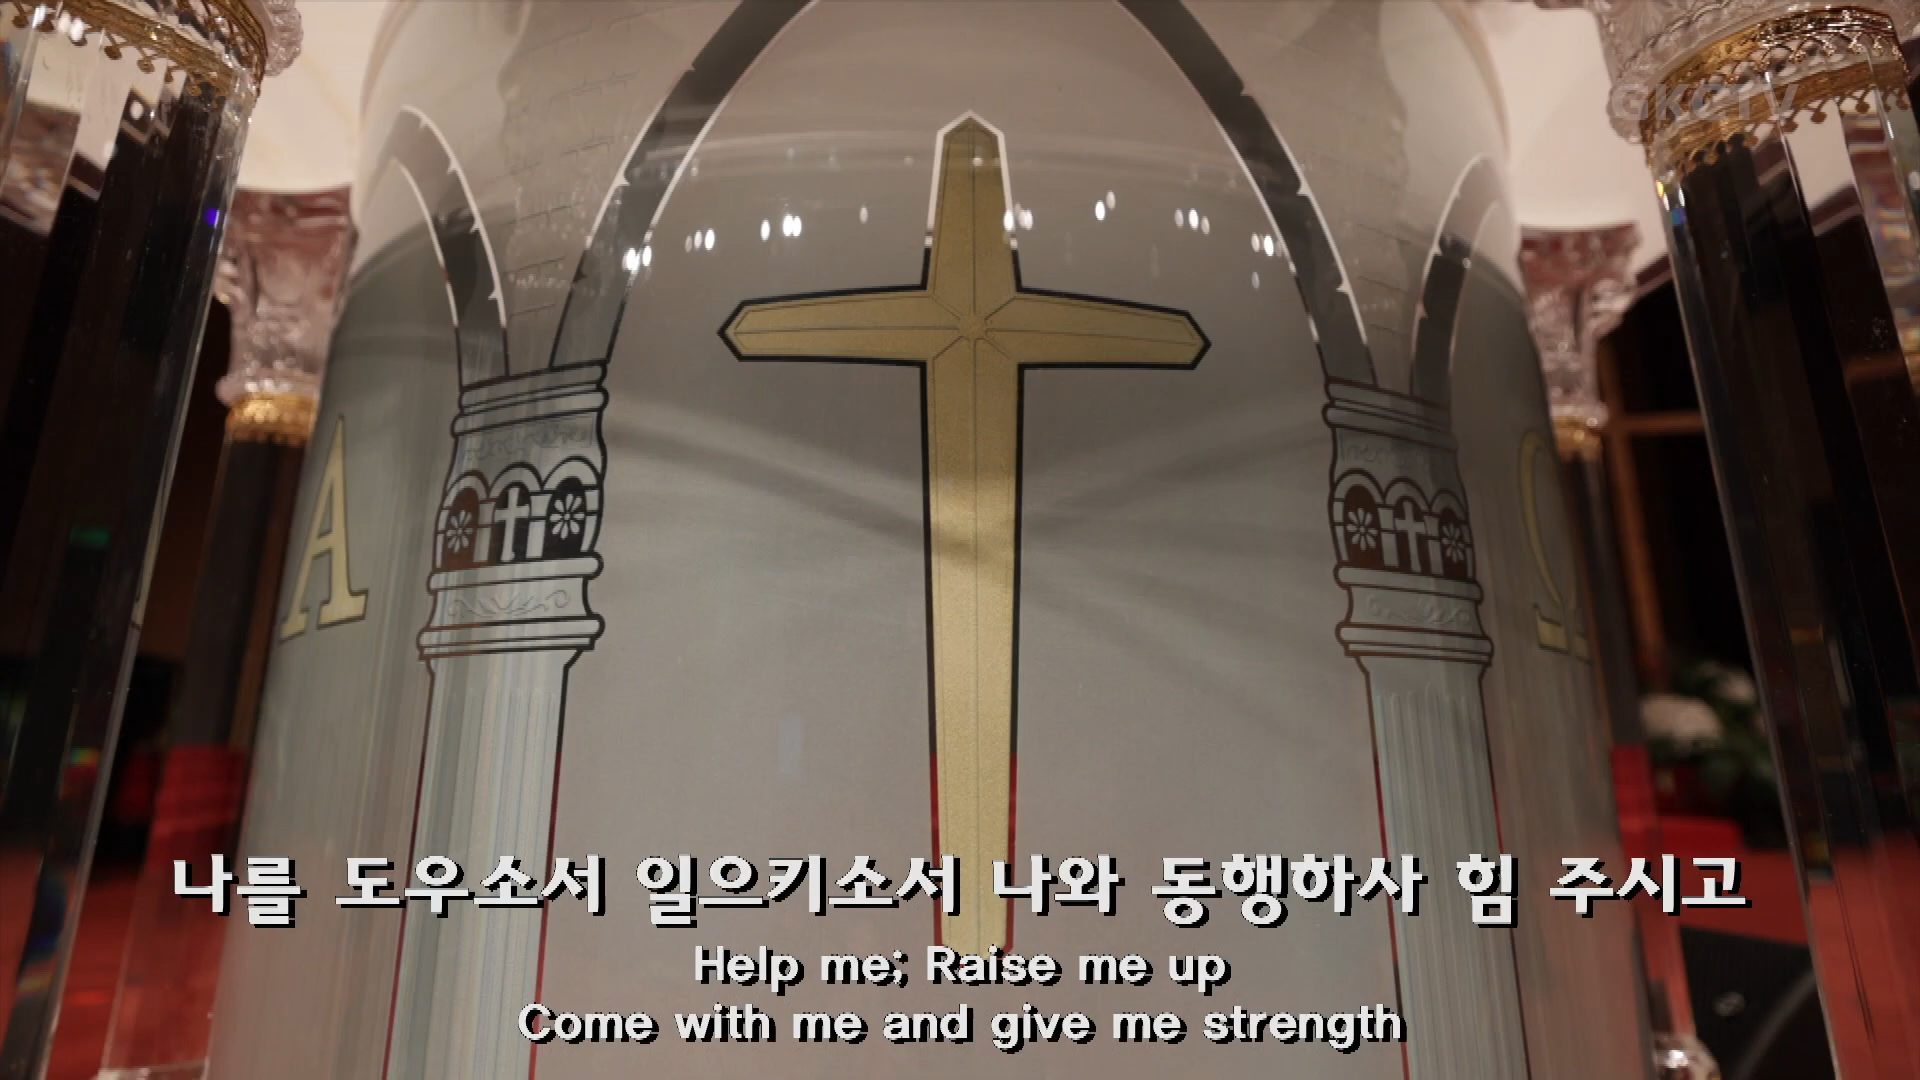 GKCTV
A
Ω
나를 도우소서 일으키소서 나와 동행하사 힘 주시고
Help me; Raise me up
Come with me and give me strength